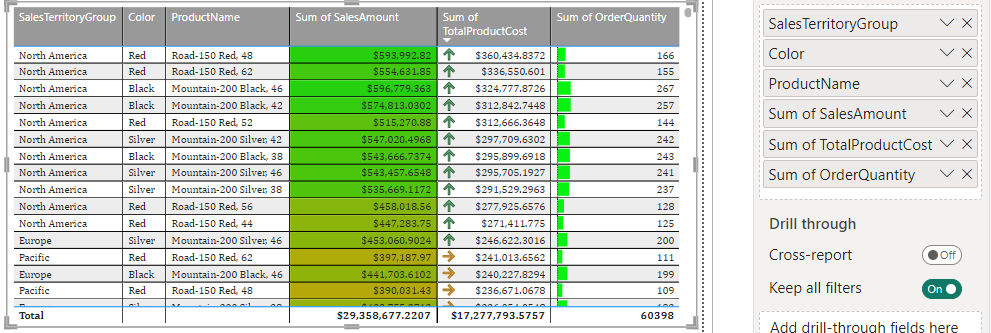 SalesTerritoryGroup Color ProductName Sum of SalesAmount Sum of TotalProductCost Sum of OrderQuantity
North America Red Road-150 Red, 48 $593,992.82 $360,434.8372 166
North America Red Road-150 Red, 62 $554,631.85 $336,550.601 155
North America Black Mountain-200 Black, 46 $596,779.363 $324,777.8726 267
North America Black Mountain-200 Black, 42 $574,813.0302 $312,842.7448 257
North America Red Road-150 Red, 52 $515,270.88 $312,666.3648 144
North America Silver Mountain-200 Silver, 42 $547,020.4968 $297,709.6302 242
North America Black Mountain-200 Black, 38 $543,666.7374 $295,899.6918 243
North America Silver Mountain-200 Silver, 46 $543,457.6548 $295,705.1927 241
North America Silver Mountain-200 Silver, 38 $535,669.1172 $291,529.2963 237
North America Red Road-150 Red, 56 $458,018.56 $277,925.6576 128
North America Red Road-150 Red, 44 $447,283.75 $271,411.775 125
Europe Silver Mountain-200 Silver, 46 $453,060.9024 $246,622.3016 200
Pacific Red Road-150 Red, 62 $397,187.97 $241,013.6562 111
Europe Black Mountain-200 Black, 46 $441,703.6102 $240,227.8294 199
Pacific Red Road-150 Red, 48 $390,031.43 $236,671.0678 109
Total $29,358,677.2207 $17,277,793.5757 60398
SalesTerritoryGroup
Color
ProductName
Sum of SalesAmount
Sum of TotalProductCost
Sum of OrderQuantity
Drill through
Cross-report Off
Keep all filters On
Add drill-through fields here